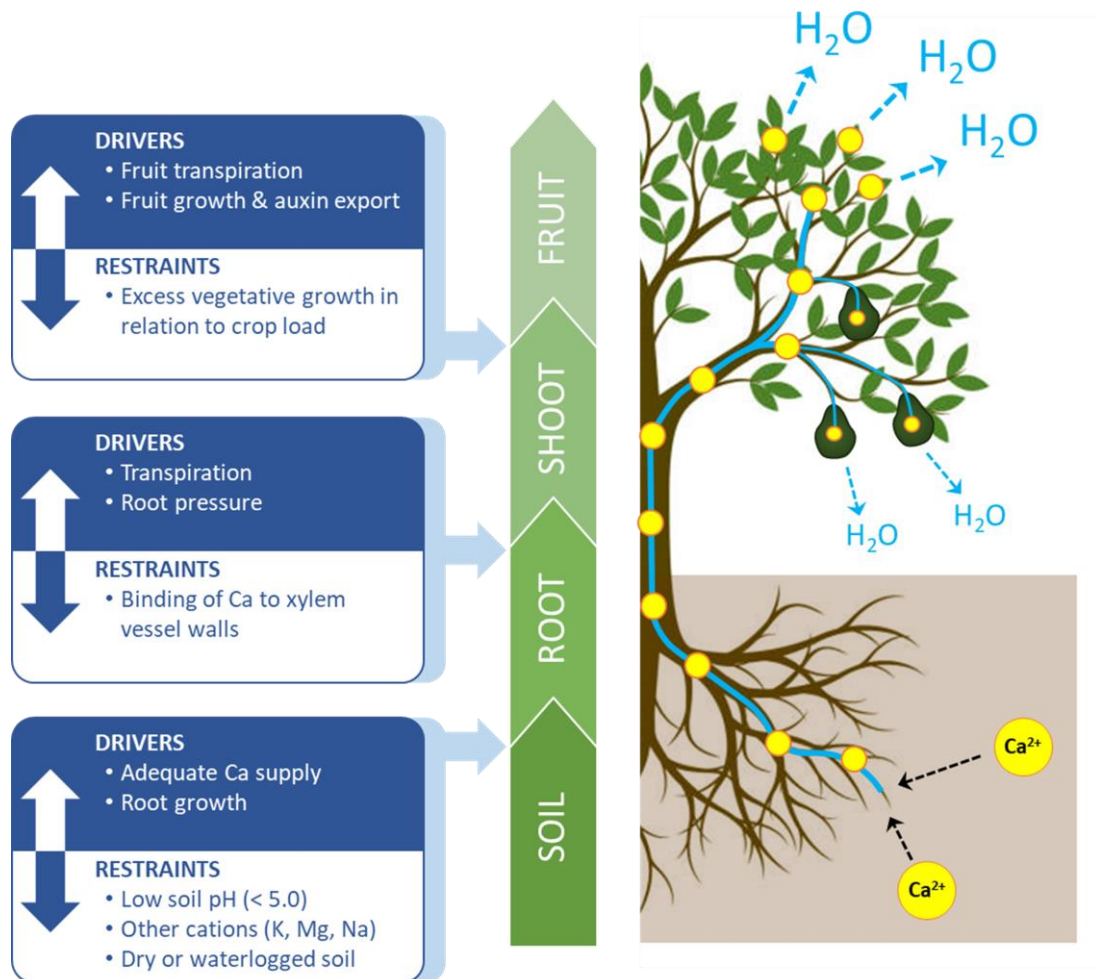 DRIVERS
• Fruit transpiration
• Fruit growth & auxin export
RESTRAINTS
• Excess vegetative growth in
relation to crop load
DRIVERS
• Transpiration
• Root pressure
RESTRAINTS
• Binding of Ca to xylem
vessel walls
DRIVERS
• Adequate Ca supply
• Root growth
RESTRAINTS
• Low soil pH (< 5.0)
• Other cations (K, Mg, Na)
• Dry or waterlogged soil
FRUIT
SHOOT
ROOT
SOIL
H₂O
H₂O
H₂O
H₂O
H₂O
Ca²⁺
Ca²⁺